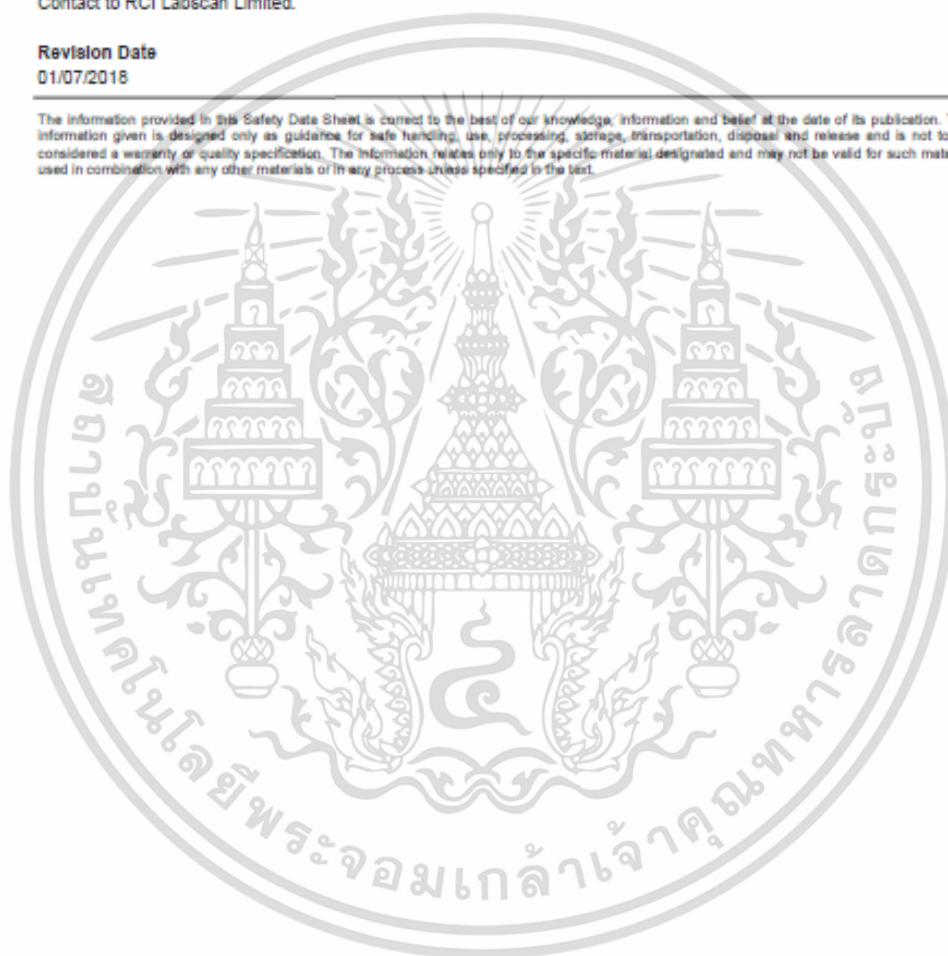 Contact to RCI Labscan Limited.
Revision Date
01/07/2018
The information provided in this Safety Data Sheet is correct to the best of our knowledge, information and belief at the date of its publication.
information given is designed only as guidance for safe handling, use, processing, storage, transportation, disposal and release and is not to
considered a warranty or quality specification. The information relates only to the specific material designated and may not be valid for such
used in combination with any other materials or in any process unless specified in the text.
สถาบันเทคโนโลยีพระจอมเกล้าเจ้าคุณทหารลาดกระบัง
๔